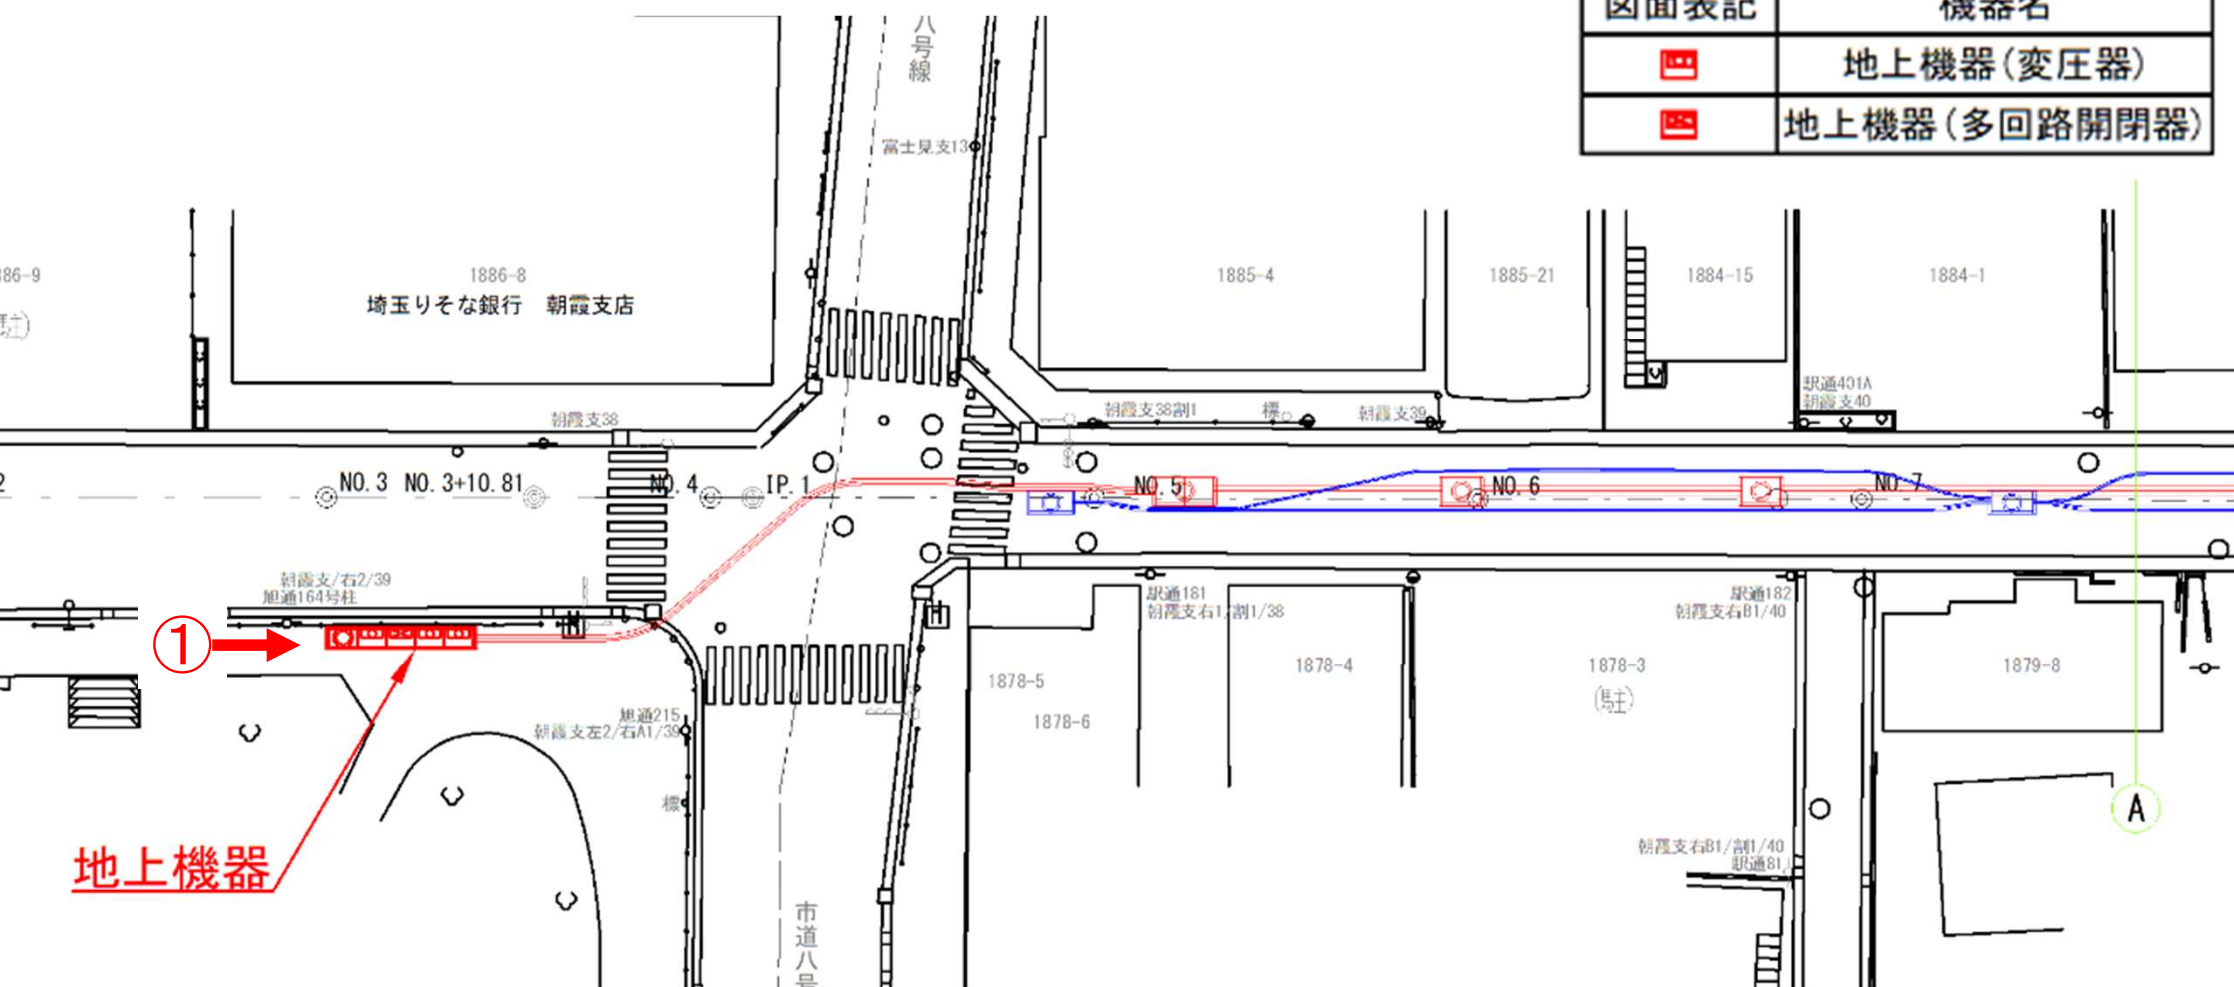 図面表記 機器名
地上機器(変圧器)
地上機器(多回路開閉器)
八号線
富士見支13
1886-8
埼玉りそな銀行 朝霞支店
1885-4
1885-21
1884-15
1884-1
駅通401A
朝霞支40
朝霞支38
朝霞支38割1
標
朝霞支39
NO.3
NO.3+10.81
NO.4
IP.1
NO.5
NO.6
NO.7
朝霞支/右2/39
旭通164号柱
①
駅通181
朝霞支右1/割1/38
駅通182
朝霞支右B1/40
1878-5
1878-6
1878-4
1878-3
(駐)
1879-8
旭通215
朝霞支左2/右A1/39
標
地上機器
朝霞支右B1/割1/40
駅通81
A
市道八号